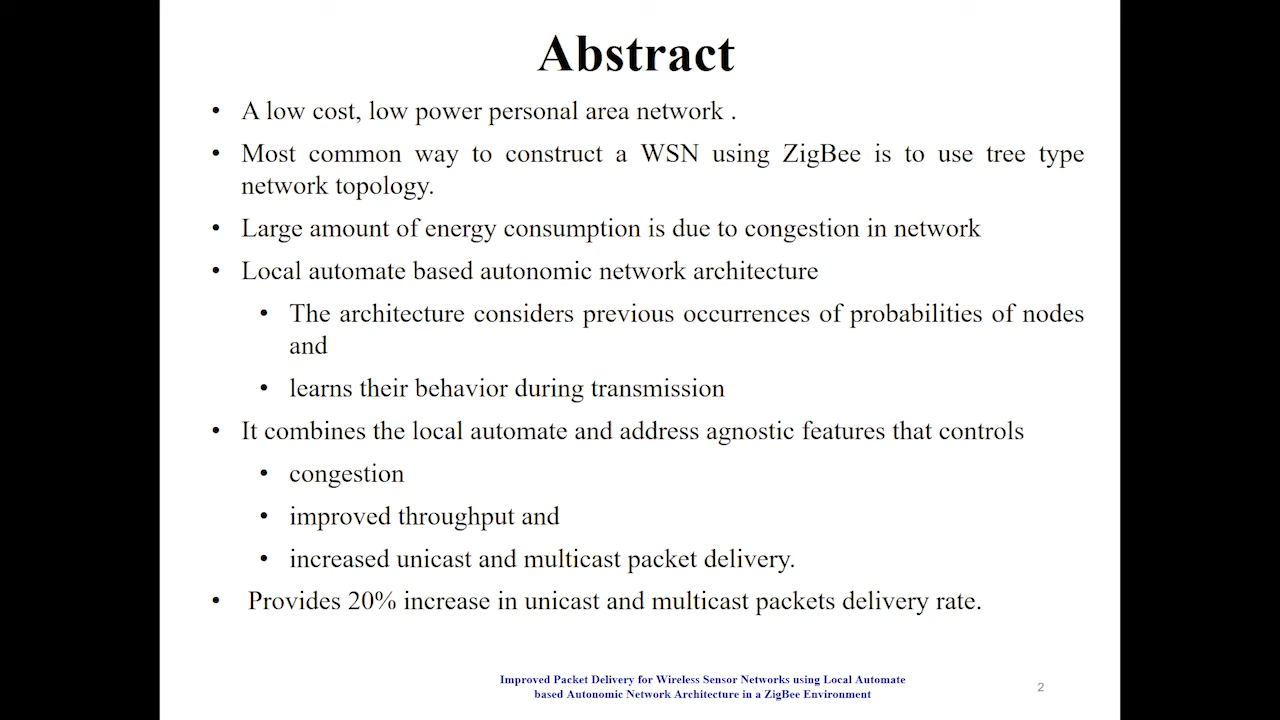 Abstract
• A low cost, low power personal area network .
• Most common way to construct a WSN using ZigBee is to use tree type
network topology.
• Large amount of energy consumption is due to congestion in network
• Local automate based autonomic network architecture
• The architecture considers previous occurrences of probabilities of nodes
and
• learns their behavior during transmission
• It combines the local automate and address agnostic features that controls
• congestion
• improved throughput and
• increased unicast and multicast packet delivery.
• Provides 20% increase in unicast and multicast packets delivery rate.
Improved Packet Delivery for Wireless Sensor Networks using Local Automate
based Autonomic Network Architecture in a ZigBee Environment
2